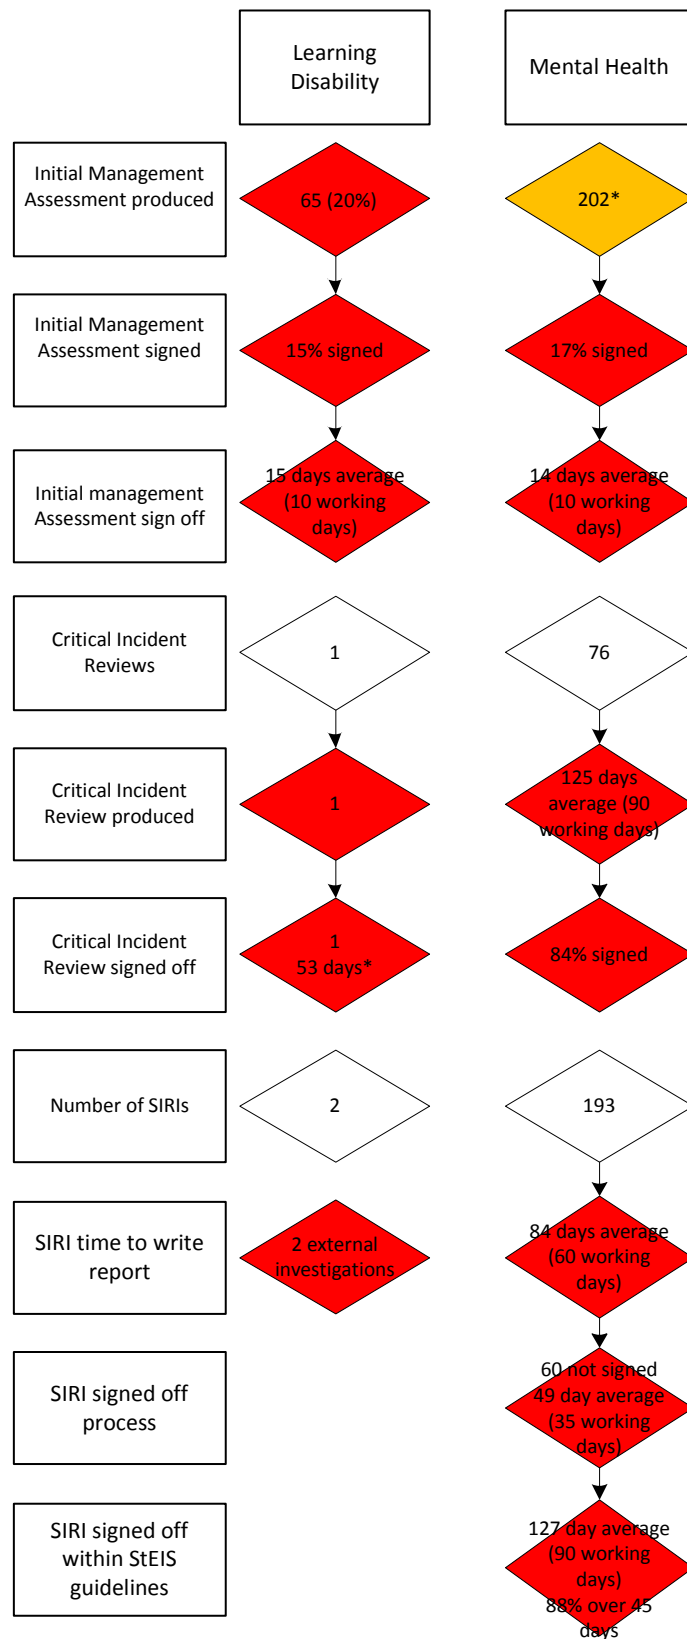 Learning
Disability
Mental Health
Initial Management
Assessment produced
65 (20%)
202*
Initial Management
Assessment signed
15% signed
17% signed
Initial management
Assessment sign off
15 days average
(10 working
days)
14 days average
(10 working
days)
Critical Incident
Reviews
1
76
Critical Incident
Review produced
1
125 days
average (90
working days)
Critical Incident
Review signed off
1
53 days*
84% signed
Number of SIRIs
2
193
SIRI time to write
report
2 external
investigations
84 days average
(60 working
days)
SIRI signed off
process
60 not signed
49 day average
(35 working
days)
SIRI signed off
within StEIS
guidelines
127 day average
(90 working
days)
88% over 45
days